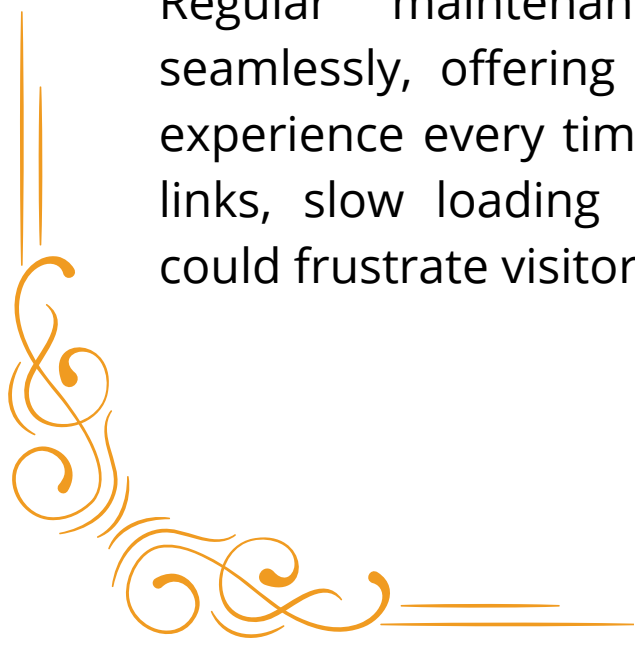 Regular maintenan
seamlessly, offering
experience every tim
links, slow loading
could frustrate visitor